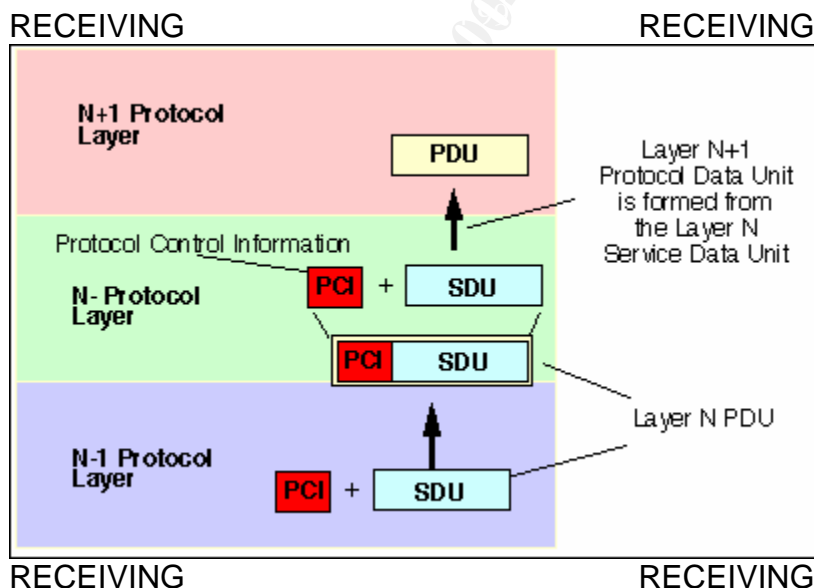 RECEIVING RECEIVING
N+1 Protocol
Layer
PDU
Layer N+1
Protocol Data Unit
is formed from
the Layer N
Service Data Unit
Protocol Control Information
PCI + SDU
N- Protocol
Layer
PCI SDU
Layer N PDU
N-1 Protocol
Layer
PCI + SDU
RECEIVING RECEIVING